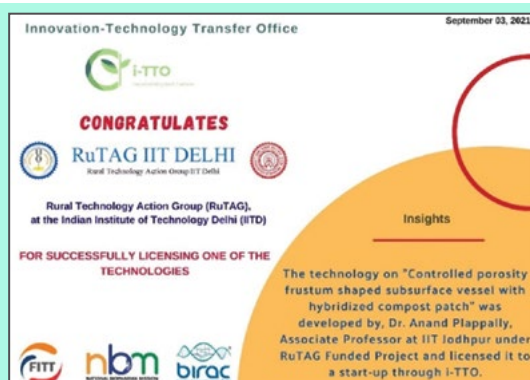 Innovation-Technology Transfer Office
September 03, 2021
i-TTO
CONGRATULATES
RuTAG IIT DELHI
Rural Technology Action Group IIT Delhi
Rural Technology Action Group (RuTAG),
at the Indian Institute of Technology Delhi (IITD)
FOR SUCCESSFULLY LICENSING ONE OF THE
TECHNOLOGIES
Insights
The technology on "Controlled porosity
frustum shaped subsurface vessel with
hybridized compost patch" was
developed by, Dr. Anand Plappally,
Associate Professor at IIT Jodhpur under
RuTAG Funded Project and licensed it to
a start-up through i-TTO.
FITT
nbm
NATIONAL BIOPHARMA MISSION
birac